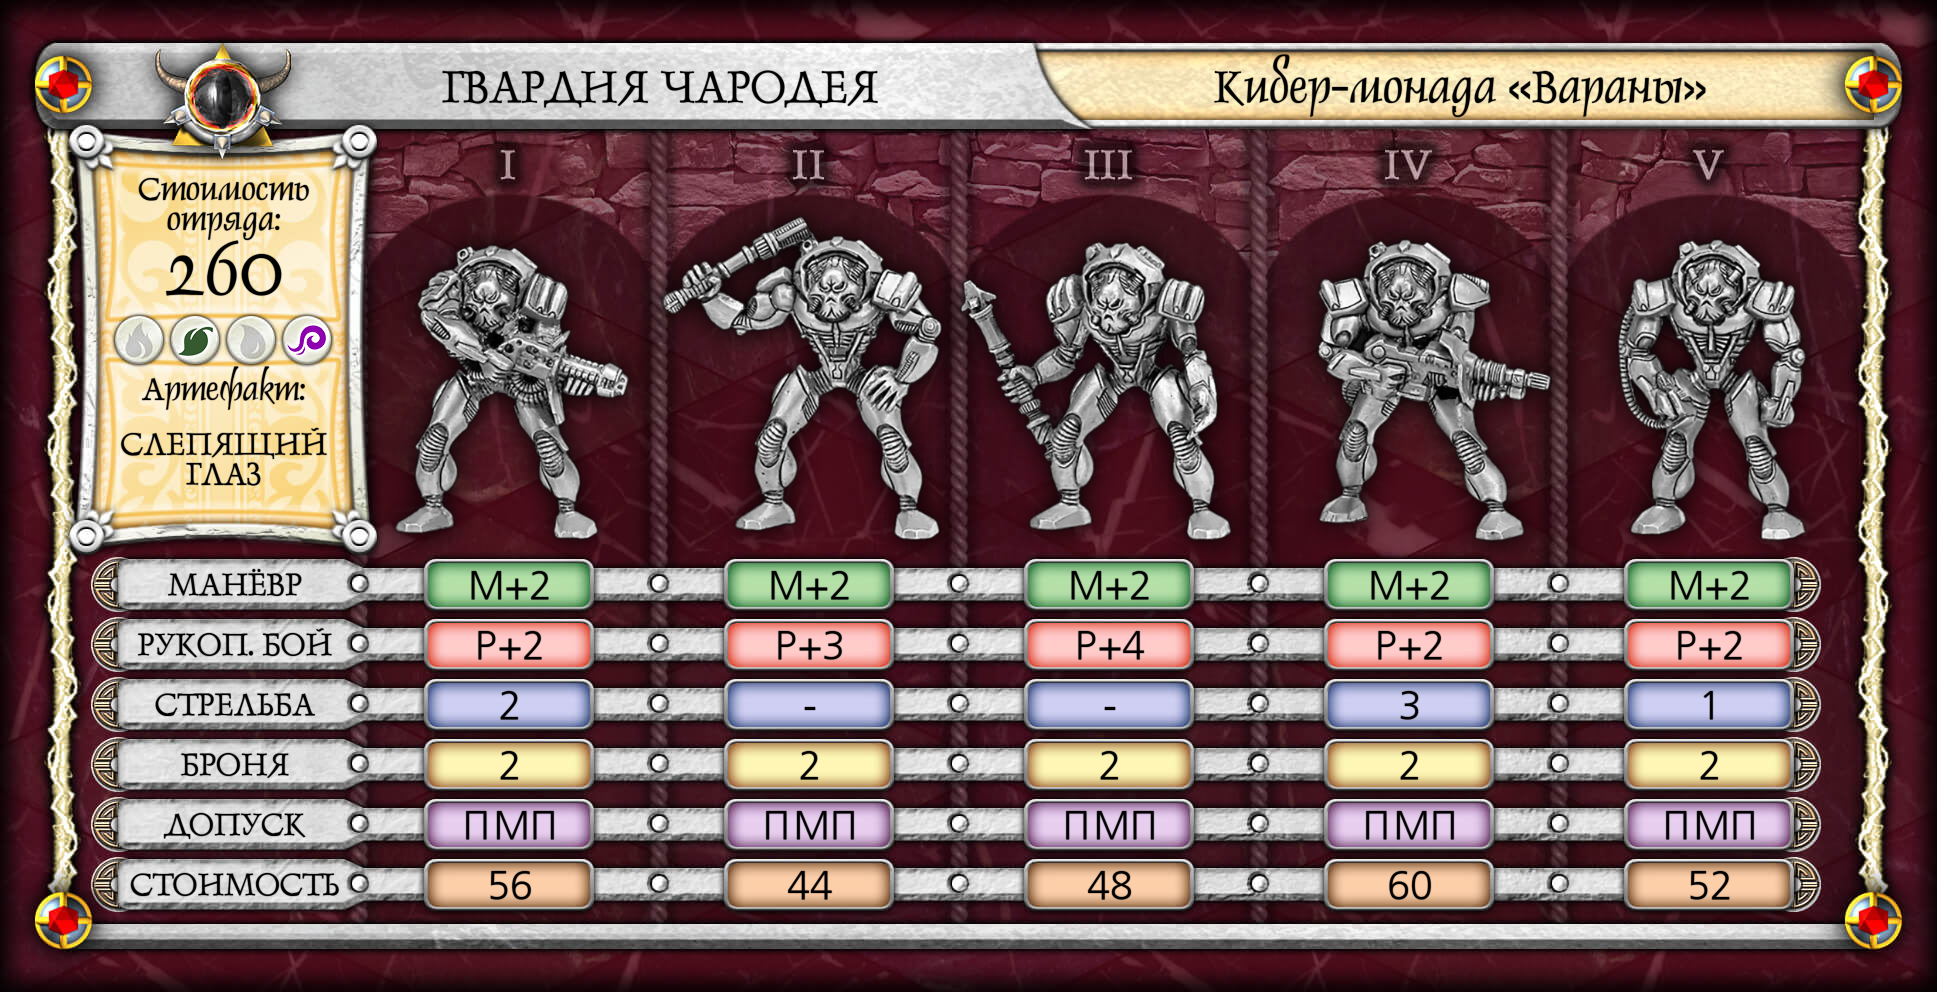 ГВАРДИЯ ЧАРОДЕЯ
Кибер-монада «Вараны»
Стоимость
отряда:
260
Артефакт:
СЛЕПЯЩИЙ
ГЛАЗ
I II III IV V
МАНЁВР М+2 М+2 М+2 М+2 М+2
РУКОП. БОЙ Р+2 Р+3 Р+4 Р+2 Р+2
СТРЕЛЬБА 2 - - 3 1
БРОНЯ 2 2 2 2 2
ДОПУСК ПМП ПМП ПМП ПМП ПМП
СТОИМОСТЬ 56 44 48 60 52